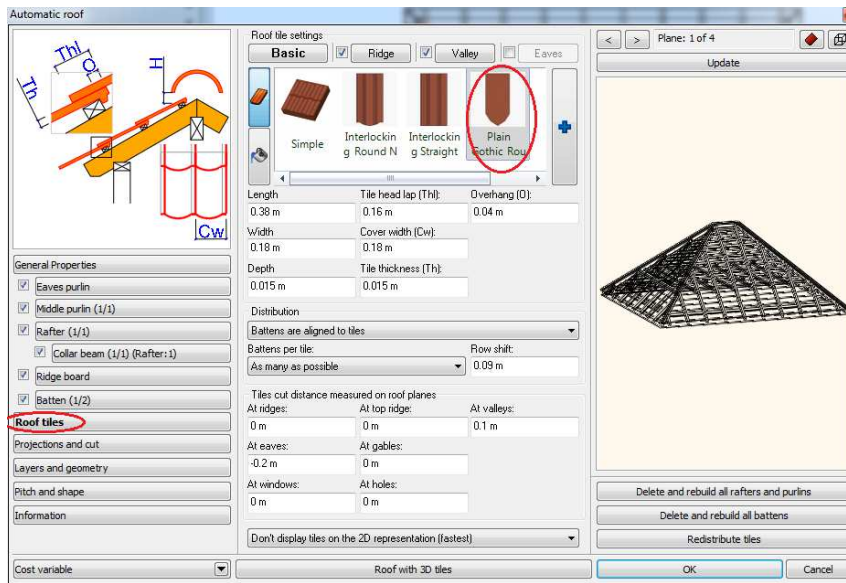 Automatic roof
Thl
Ol
Th
H
Cw
General Properties
Eaves purlin
Middle purlin (1/1)
Rafter (1/1)
Collar beam (1/1) (Rafter:1)
Ridge board
Batten (1/2)
Roof tiles
Projections and cut
Layers and geometry
Pitch and shape
Information
Cost variable
Roof tile settings
Basic Ridge Valley Eaves
Simple
Interlockin
g Round N
Interlockin
g Straight
Plain
Gothic Rou
Length Tile head lap (Thl): Overhang (O):
0.38 m 0.16 m 0.04 m
Width Cover width (Cw):
0.18 m 0.18 m
Depth Tile thickness (Th):
0.015 m 0.015 m
Distribution
Battens are aligned to tiles
Battens per tile: Row shift:
As many as possible 0.09 m
Tiles cut distance measured on roof planes
At ridges: At top ridge: At valleys:
0 m 0 m 0.1 m
At eaves: At gables:
-0.2 m 0 m
At windows: At holes:
0 m 0 m
Don't display tiles on the 2D representation (fastest)
Roof with 3D tiles
< > Plane: 1 of 4
Update
Delete and rebuild all rafters and purlins
Delete and rebuild all battens
Redistribute tiles
OK Cancel